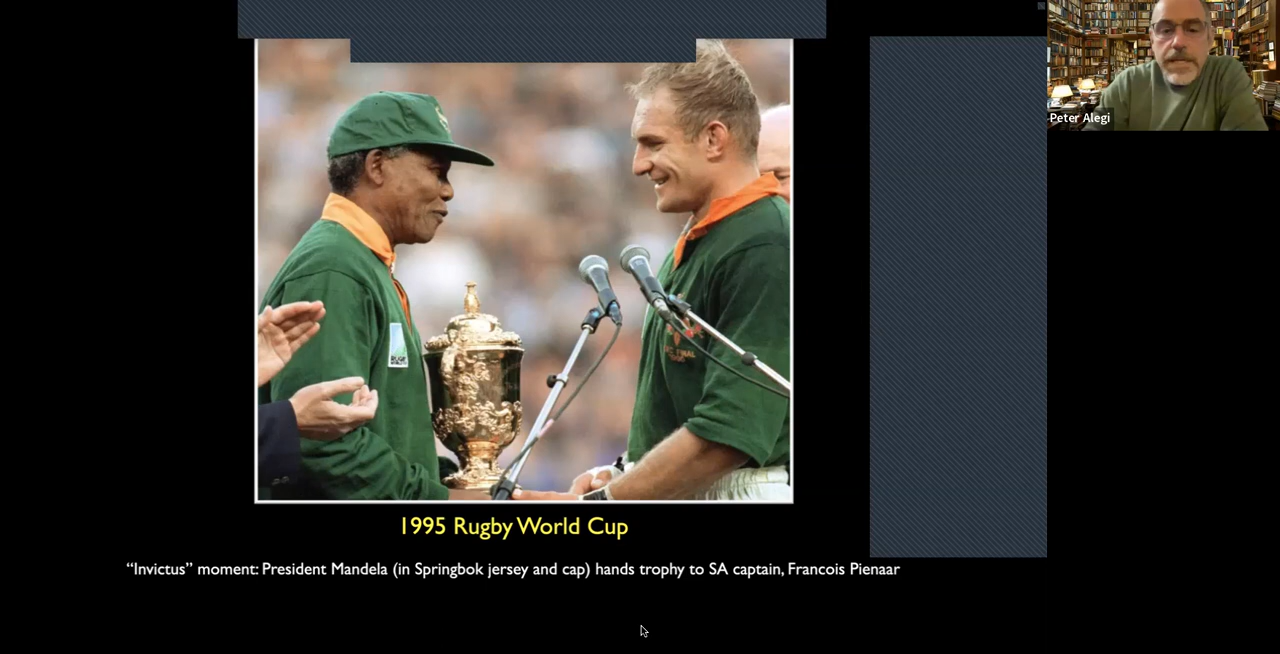 Peter Alegi
RUGBY
1995 Rugby World Cup
“Invictus” moment: President Mandela (in Springbok jersey and cap) hands trophy to SA captain, Francois Pienaar